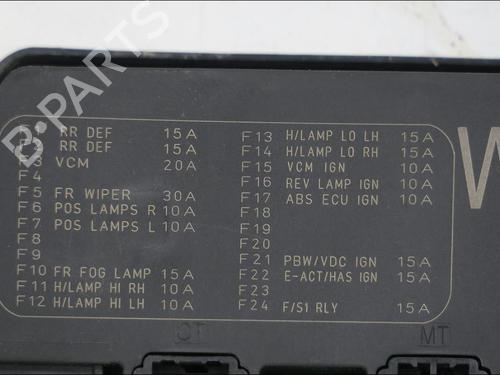 B-PARTS
F1 RR DEF 15A
F2 RR DEF 15A
F3 VCM 20A
F4
F5 FR WIPER 30A
F6 POS LAMPS R 10A
F7 POS LAMPS L 10A
F8
F9
F10 FR FOG LAMP 15A
F11 H/LAMP HI RH 10A
F12 H/LAMP HI LH 10A
F13 H/LAMP LO LH 15A
F14 H/LAMP LO RH 15A
F15 VCM IGN 10A
F16 REV LAMP IGN 10A
F17 ABS ECU IGN 10A
F18
F19
F20
F21 PBW/VDC IGN 15A
F22 E-ACT/HAS IGN 15A
F23
F24 F/S1 RLY 15A
CT
MT